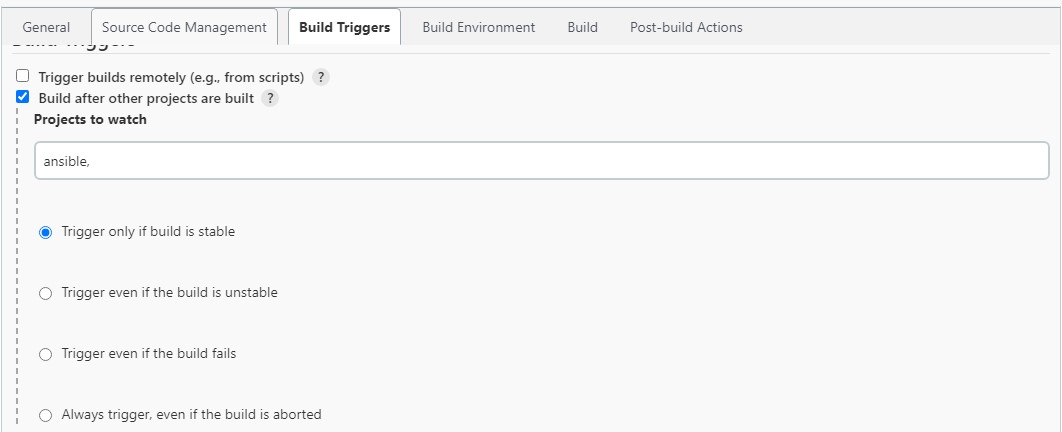 General Source Code Management Build Triggers Build Environment Build Post-build Actions
Build Triggers
Trigger builds remotely (e.g., from scripts) ?
Build after other projects are built ?
Projects to watch
ansible,
Trigger only if build is stable
Trigger even if the build is unstable
Trigger even if the build fails
Always trigger, even if the build is aborted